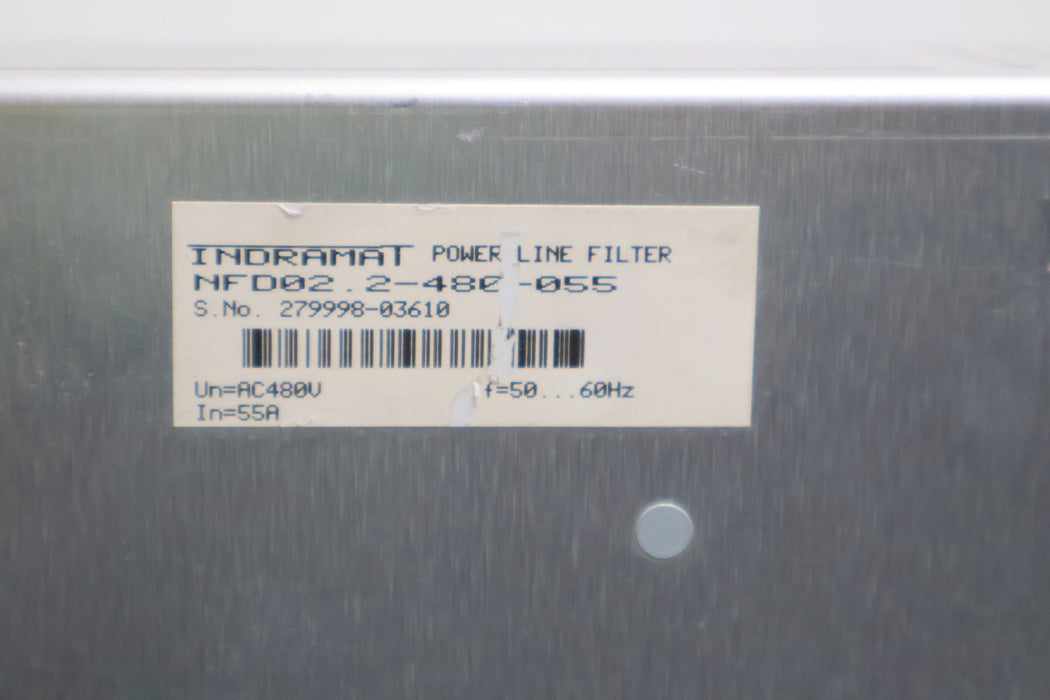 INDRAMAT POWER LINE FILTER
NFD02.2-480-055
S.No. 279998-03610
Un=AC480V f=50...60Hz
In=55A